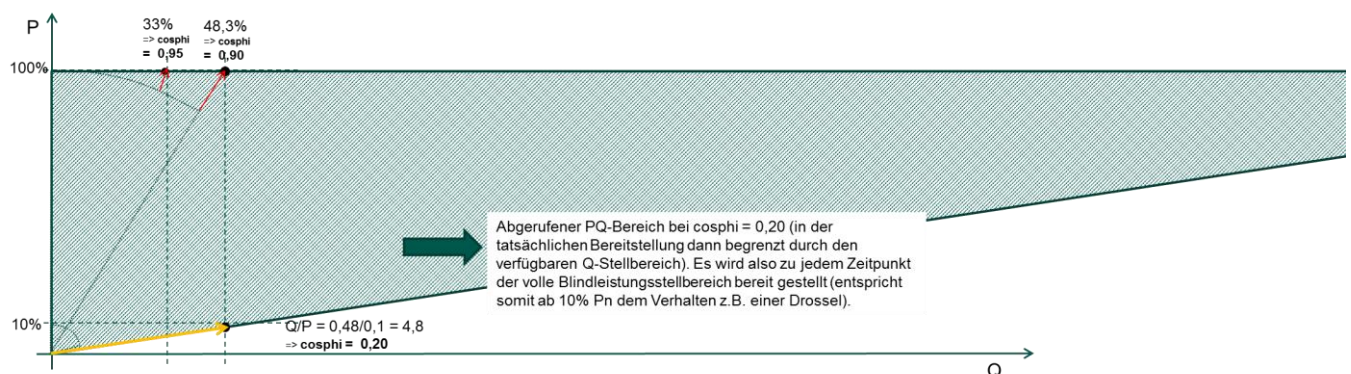 P
33%
=> cosphi
= 0,95
48,3%
=> cosphi
= 0,90
100%
Abgerufener PQ-Bereich bei cosphi = 0,20 (in der
tatsächlichen Bereitstellung dann begrenzt durch den
verfügbaren Q-Stellbereich). Es wird also zu jedem Zeitpunkt
der volle Blindleistungsstellbereich bereit gestellt (entspricht
somit ab 10% Pn dem Verhalten z.B. einer Drossel).
10%
Q/P = 0,48/0,1 = 4,8
=> cosphi = 0,20
Q